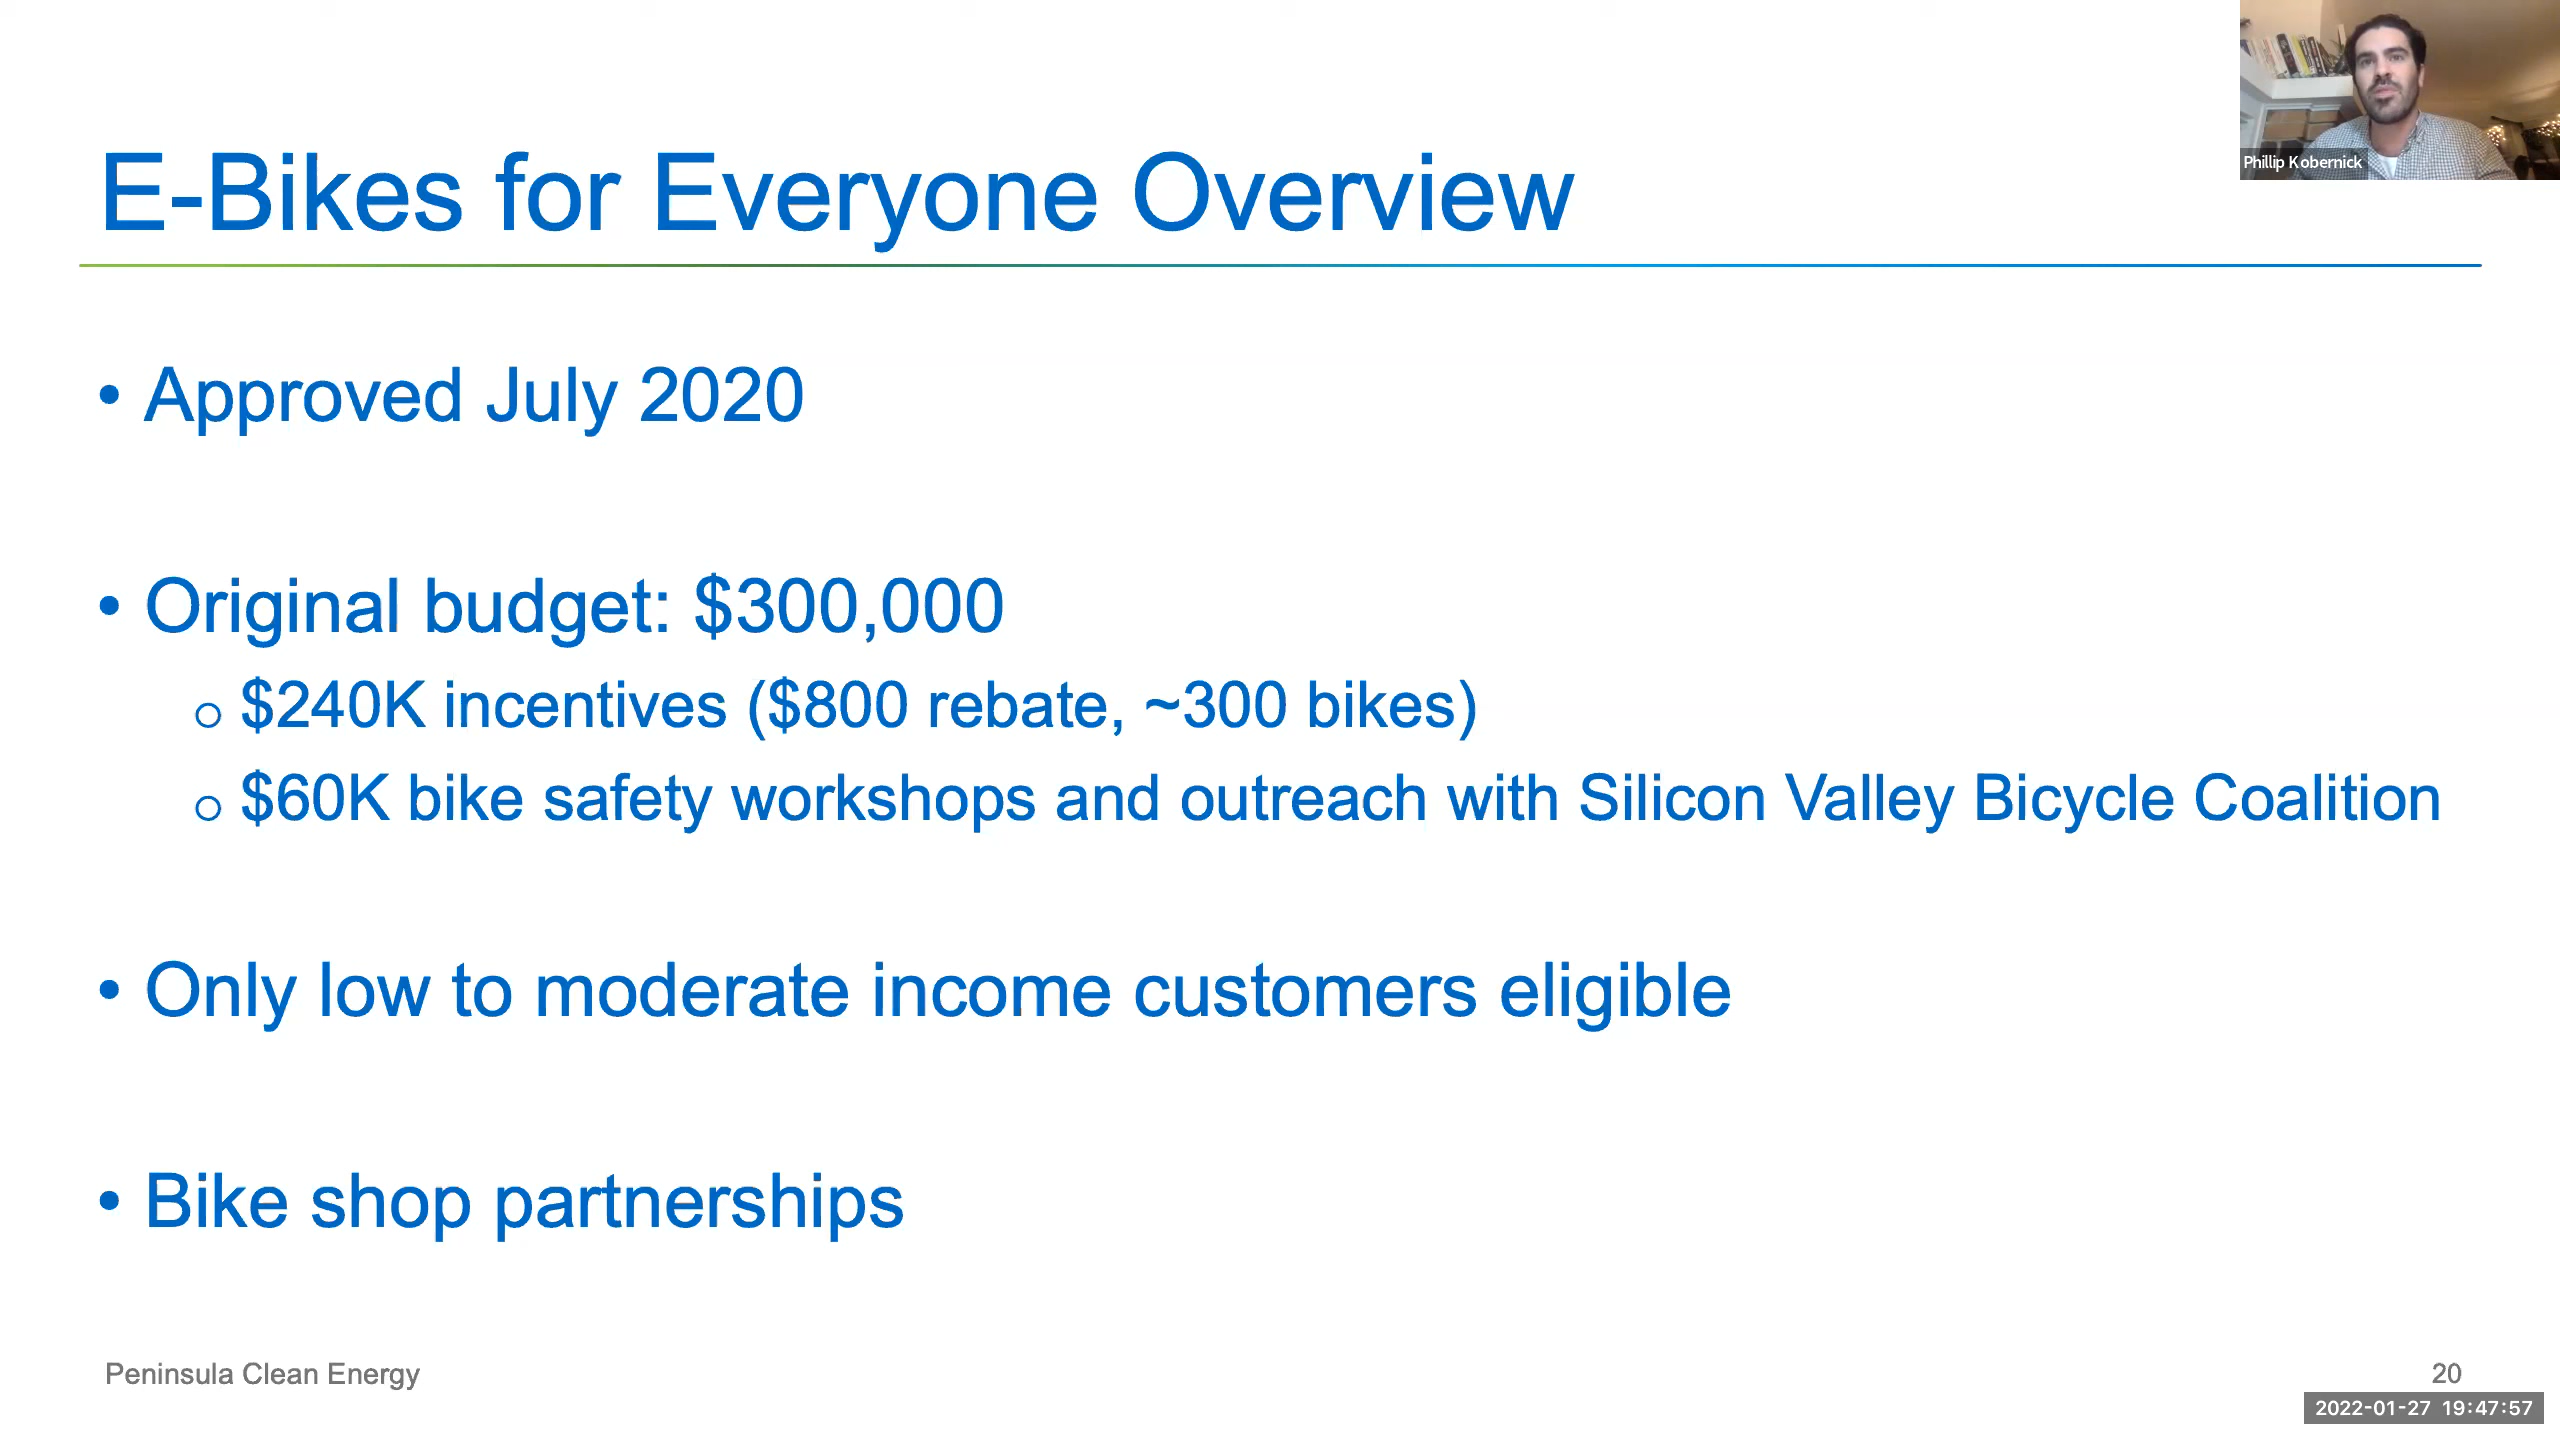 Phillip Kobernick
E-Bikes for Everyone Overview
• Approved July 2020
• Original budget: $300,000
o $240K incentives ($800 rebate, ~300 bikes)
o $60K bike safety workshops and outreach with Silicon Valley Bicycle Coalition
• Only low to moderate income customers eligible
• Bike shop partnerships
Peninsula Clean Energy
20
2022-01-27 19:47:57